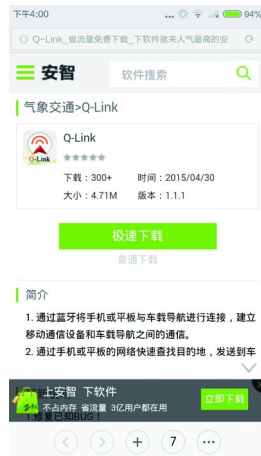 下午4:00 ... 94%
Q-Link_省流量免费下载_下软件就来人气最高的安
安智 软件搜索
气象交通>Q-Link
Q-Link
Q-Link
下载：300+ 时间：2015/04/30
大小：4.71M 版本：1.1.1
极速下载
普通下载
简介
1. 通过蓝牙将手机或平板与车载导航进行连接，建立
移动通信设备和车载导航之间的通信。
2. 通过手机或平板的网络快速查找目的地，发送到车
上安智 下软件
不占内存 省流量 3亿用户都在用
立即下载
1.修复已知BUG！
7